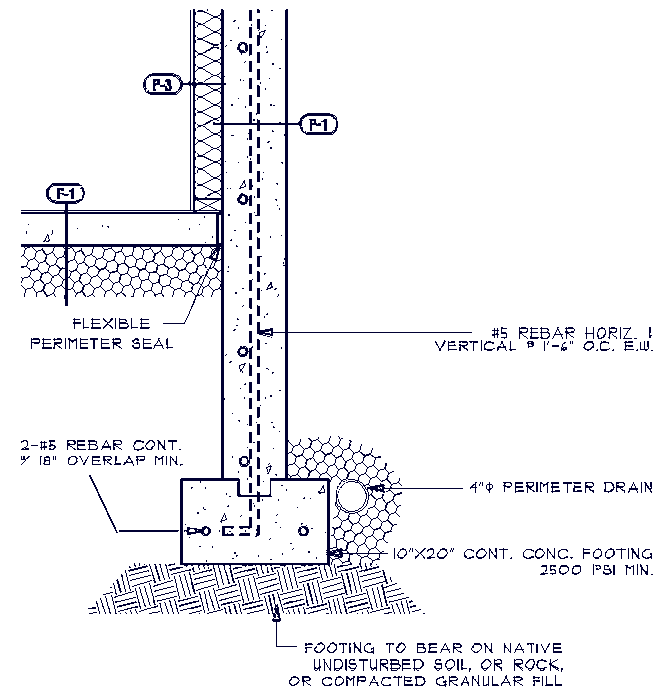 F-3
F-1
F-1
FLEXIBLE
PERIMETER SEAL
#5 REBAR HORIZ.
VERTICAL @ 1'-6" O.C. E.W.
2-#5 REBAR CONT.
W/ 18" OVERLAP MIN.
4"Φ PERIMETER DRAIN
10"X20" CONT. CONC. FOOTING
2500 PSI MIN.
FOOTING TO BEAR ON NATIVE
UNDISTURBED SOIL, OR ROCK,
OR COMPACTED GRANULAR FILL